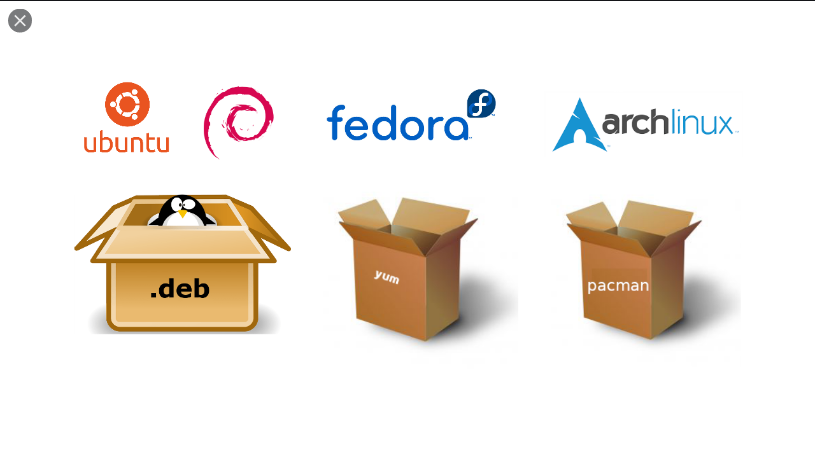 ubuntu
fedora
archlinux
.deb
yum
pacman